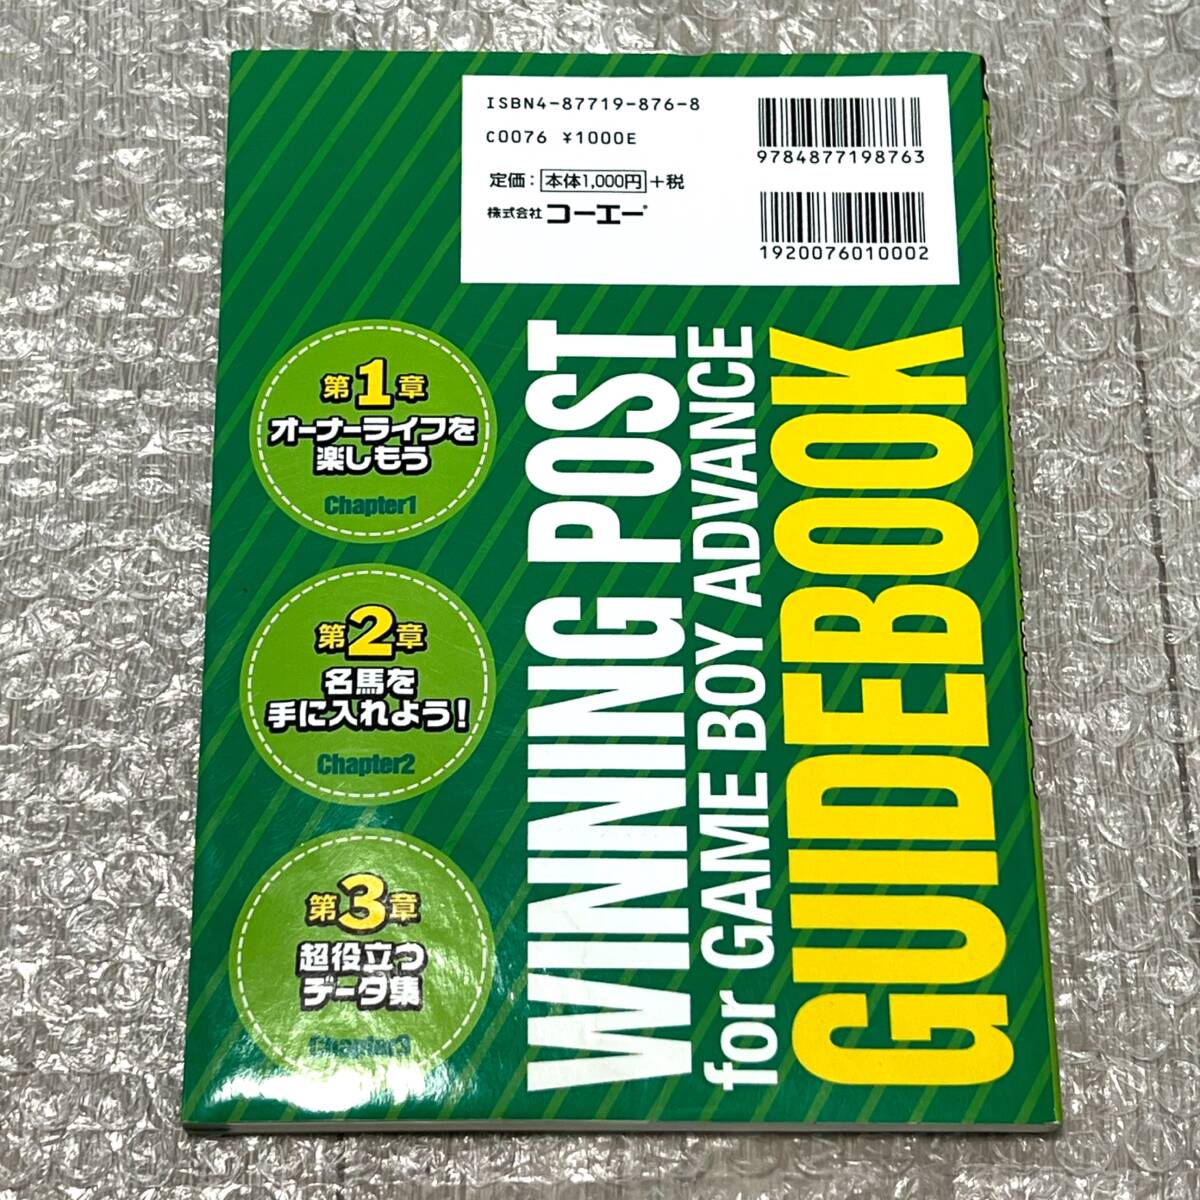 ISBN4-87719-876-8
C0076 ¥1000E
定価：本体1,000円+税
株式会社コーエー®
9784877198763
1920076010002
第1章
オーナーライフを
楽しもう
Chapter1
第2章
名馬を
手に入れよう！
Chapter2
第3章
超役立つ
データ集
Chapter3
WINNING POST
for GAME BOY ADVANCE
GUIDEBOOK